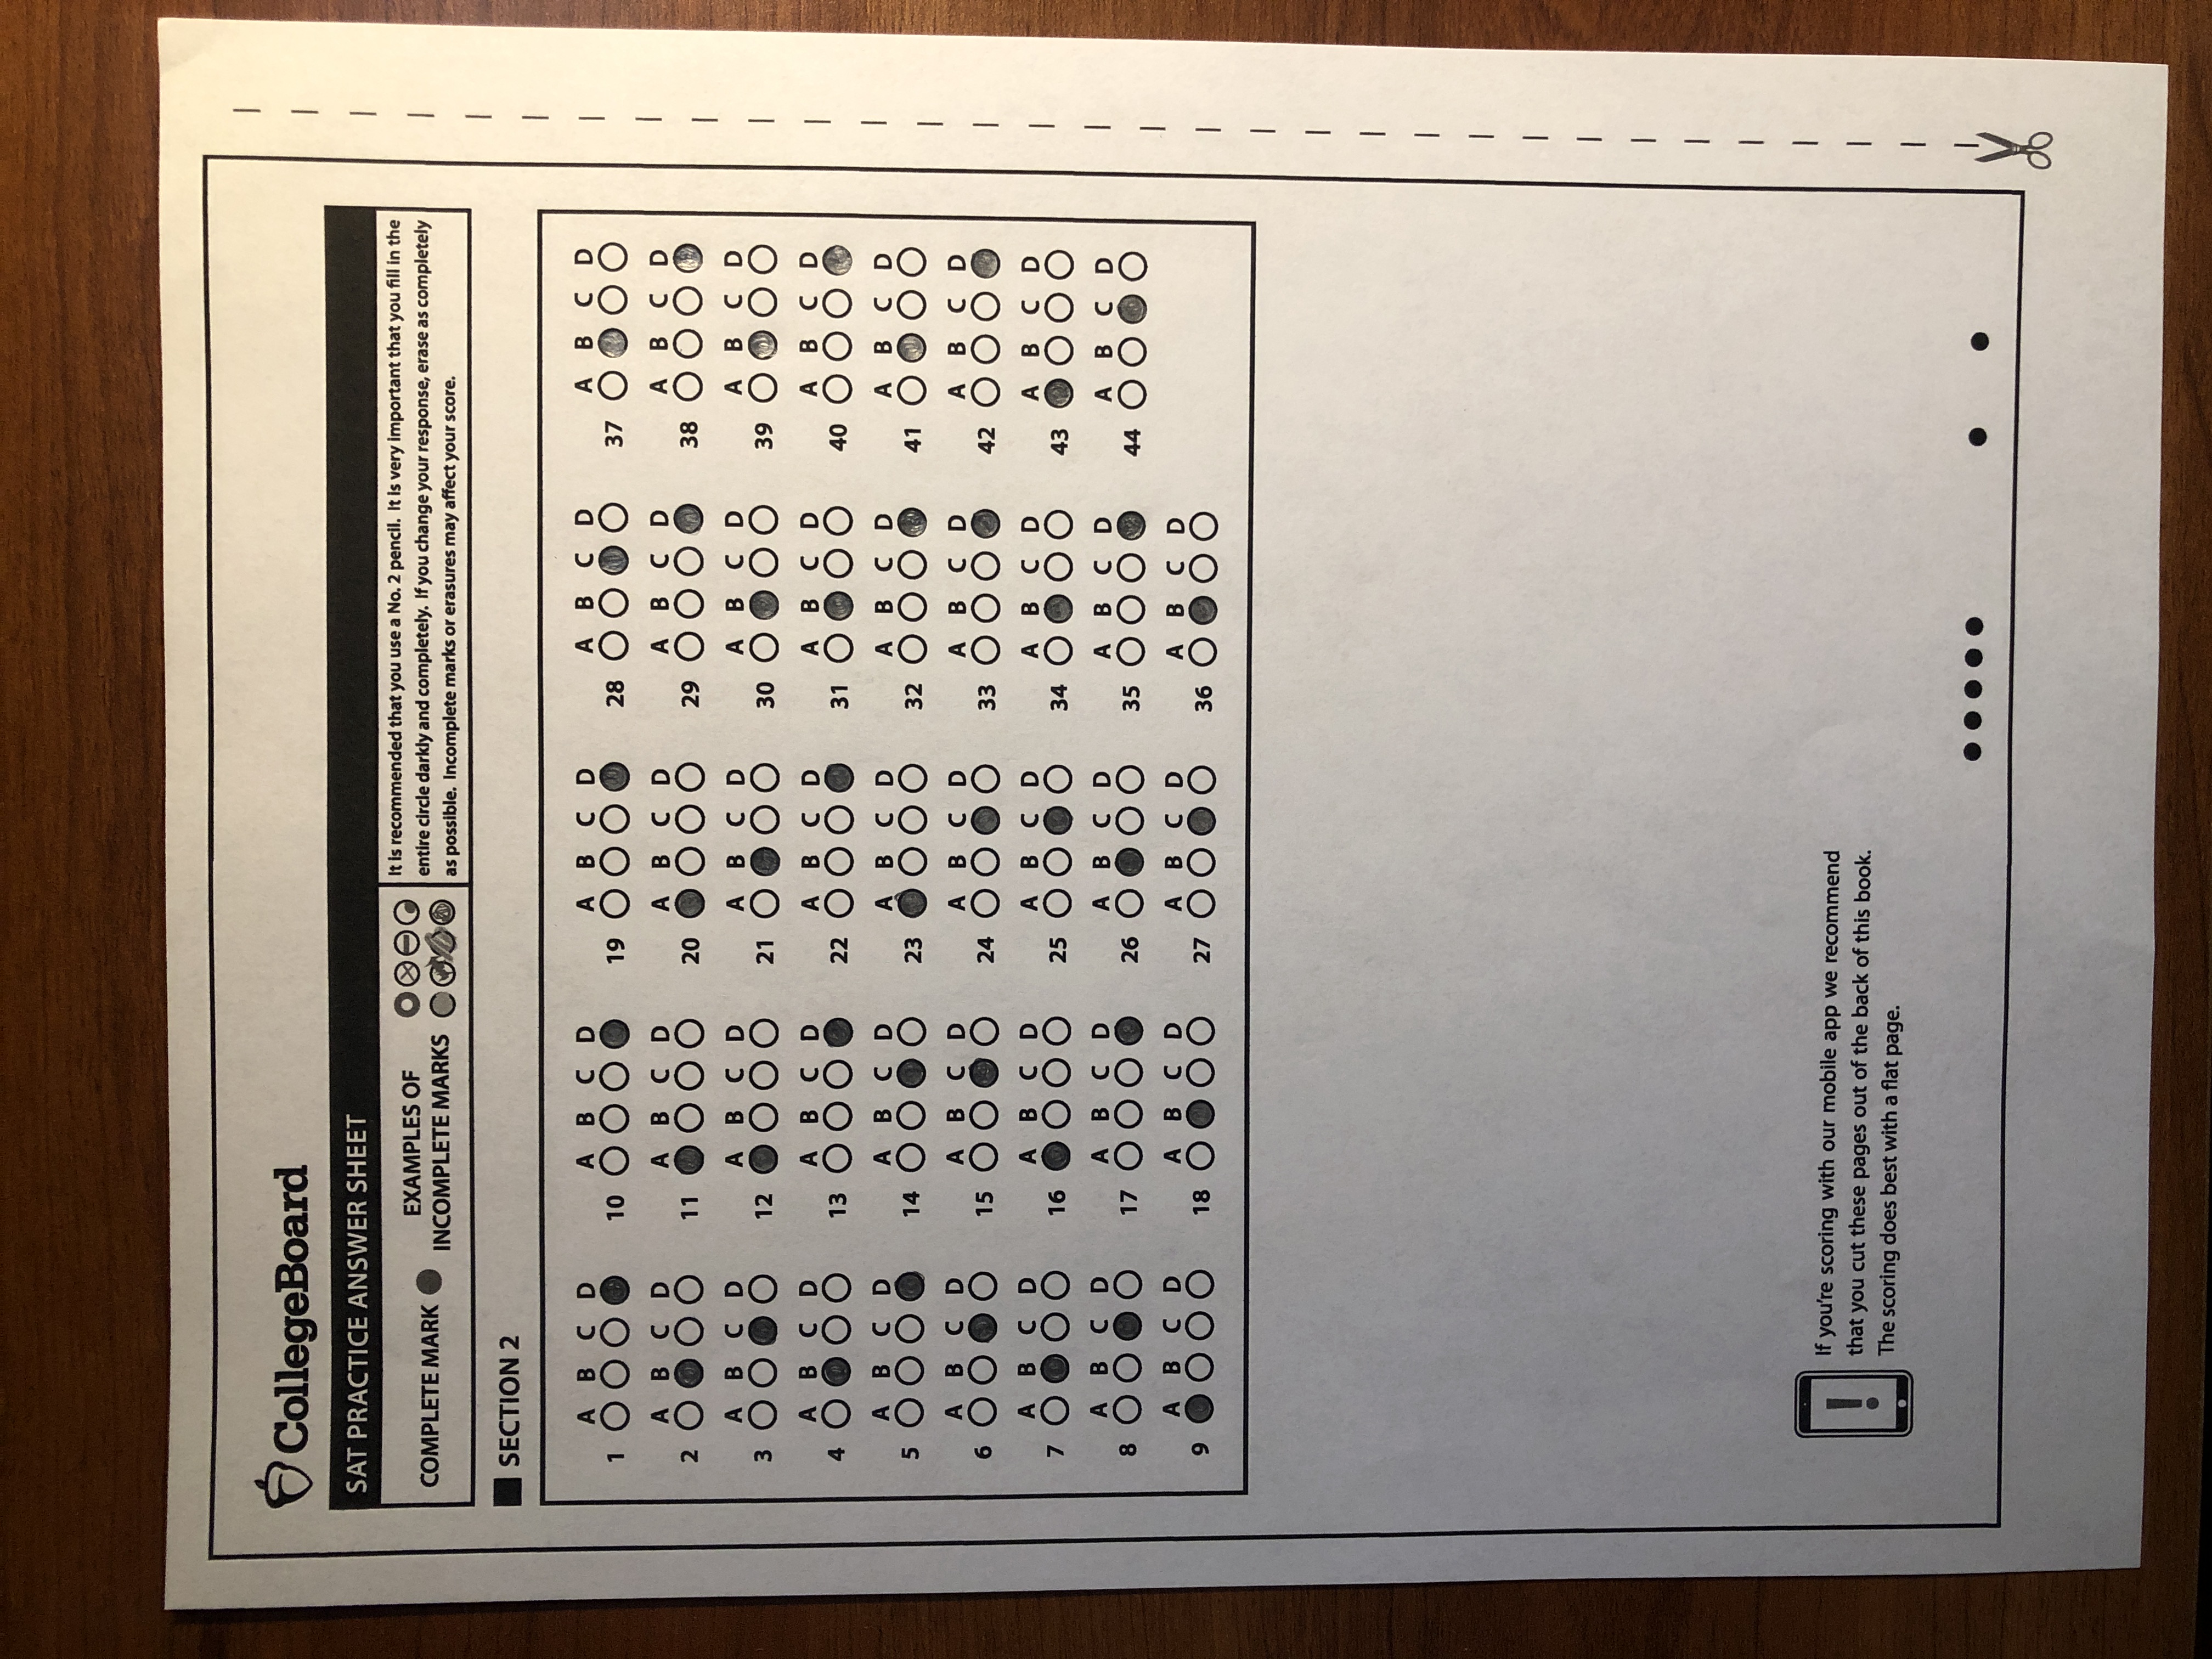 CollegeBoard
SAT PRACTICE ANSWER SHEET
COMPLETE MARK
EXAMPLES OF
INCOMPLETE MARKS
It is recommended that you use a No. 2 pencil. It is very important that you fill in the
entire circle darkly and completely. If you change your response, erase as completely
as possible. Incomplete marks or erasures may affect your score.
SECTION 2
A B C D A B C D A B C D A B C D A B C D
1 10 19 28 37
A B C D A B C D A B C D A B C D A B C D
2 11 20 29 38
A B C D A B C D A B C D A B C D A B C D
3 12 21 30 39
A B C D A B C D A B C D A B C D A B C D
4 13 22 31 40
A B C D A B C D A B C D A B C D A B C D
5 14 23 32 41
A B C D A B C D A B C D A B C D A B C D
6 15 24 33 42
A B C D A B C D A B C D A B C D A B C D
7 16 25 34 43
A B C D A B C D A B C D A B C D A B C D
8 17 26 35 44
A B C D A B C D A B C D A B C D
9 18 27 36
If you're scoring with our mobile app we recommend
that you cut these pages out of the back of this book.
The scoring does best with a flat page.